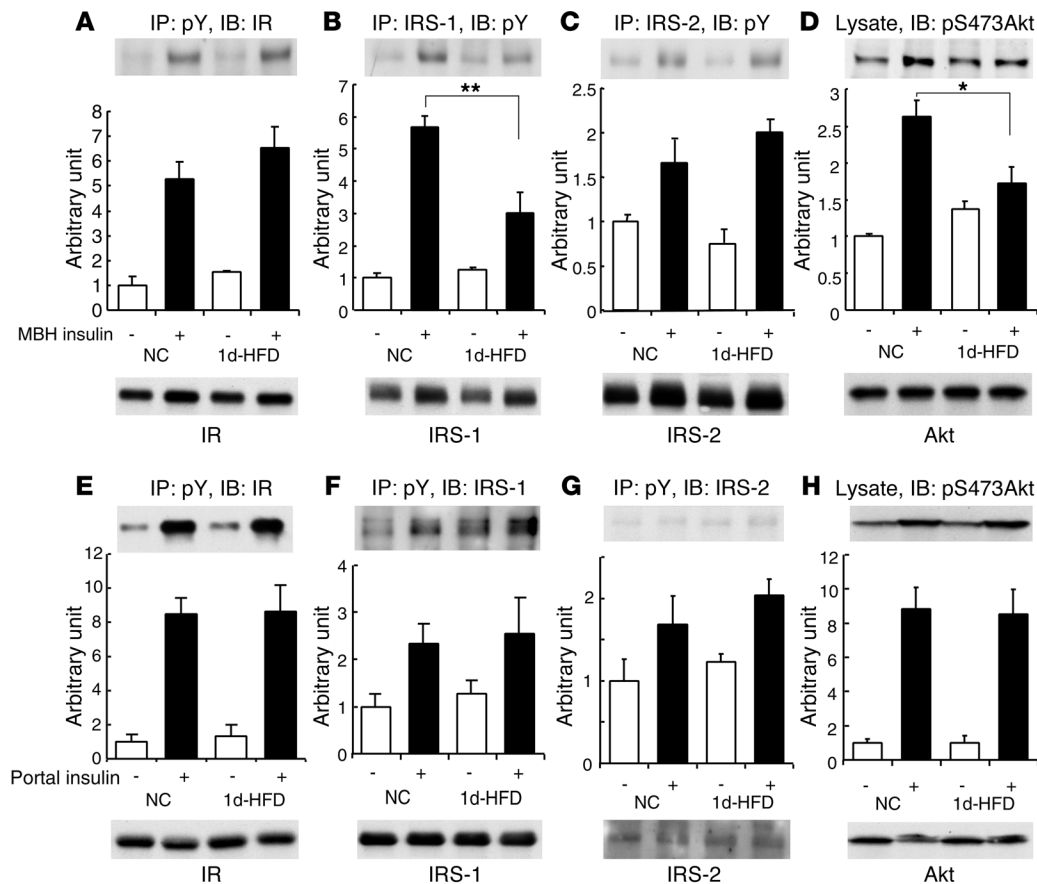 A IP: pY, IB: IR
Arbitrary unit
8
7
6
5
4
3
2
1
0
MBH insulin - + - +
NC 1d-HFD
IR
B IP: IRS-1, IB: pY
Arbitrary unit
7
6
5
4
3
2
1
0
**
- + - +
NC 1d-HFD
IRS-1
C IP: IRS-2, IB: pY
Arbitrary unit
2.5
2
1.5
1
0.5
0
- + - +
NC 1d-HFD
IRS-2
D Lysate, IB: pS473Akt
Arbitrary unit
3
2.5
2
1.5
1
0.5
0
*
- + - +
NC 1d-HFD
Akt
E IP: pY, IB: IR
Arbitrary unit
12
10
8
6
4
2
0
Portal insulin - + - +
NC 1d-HFD
IR
F IP: pY, IB: IRS-1
Arbitrary unit
4
3
2
1
0
- + - +
NC 1d-HFD
IRS-1
G IP: pY, IB: IRS-2
Arbitrary unit
2
1
0
- + - +
NC 1d-HFD
IRS-2
H Lysate, IB: pS473Akt
Arbitrary unit
12
10
8
6
4
2
0
- + - +
NC 1d-HFD
Akt